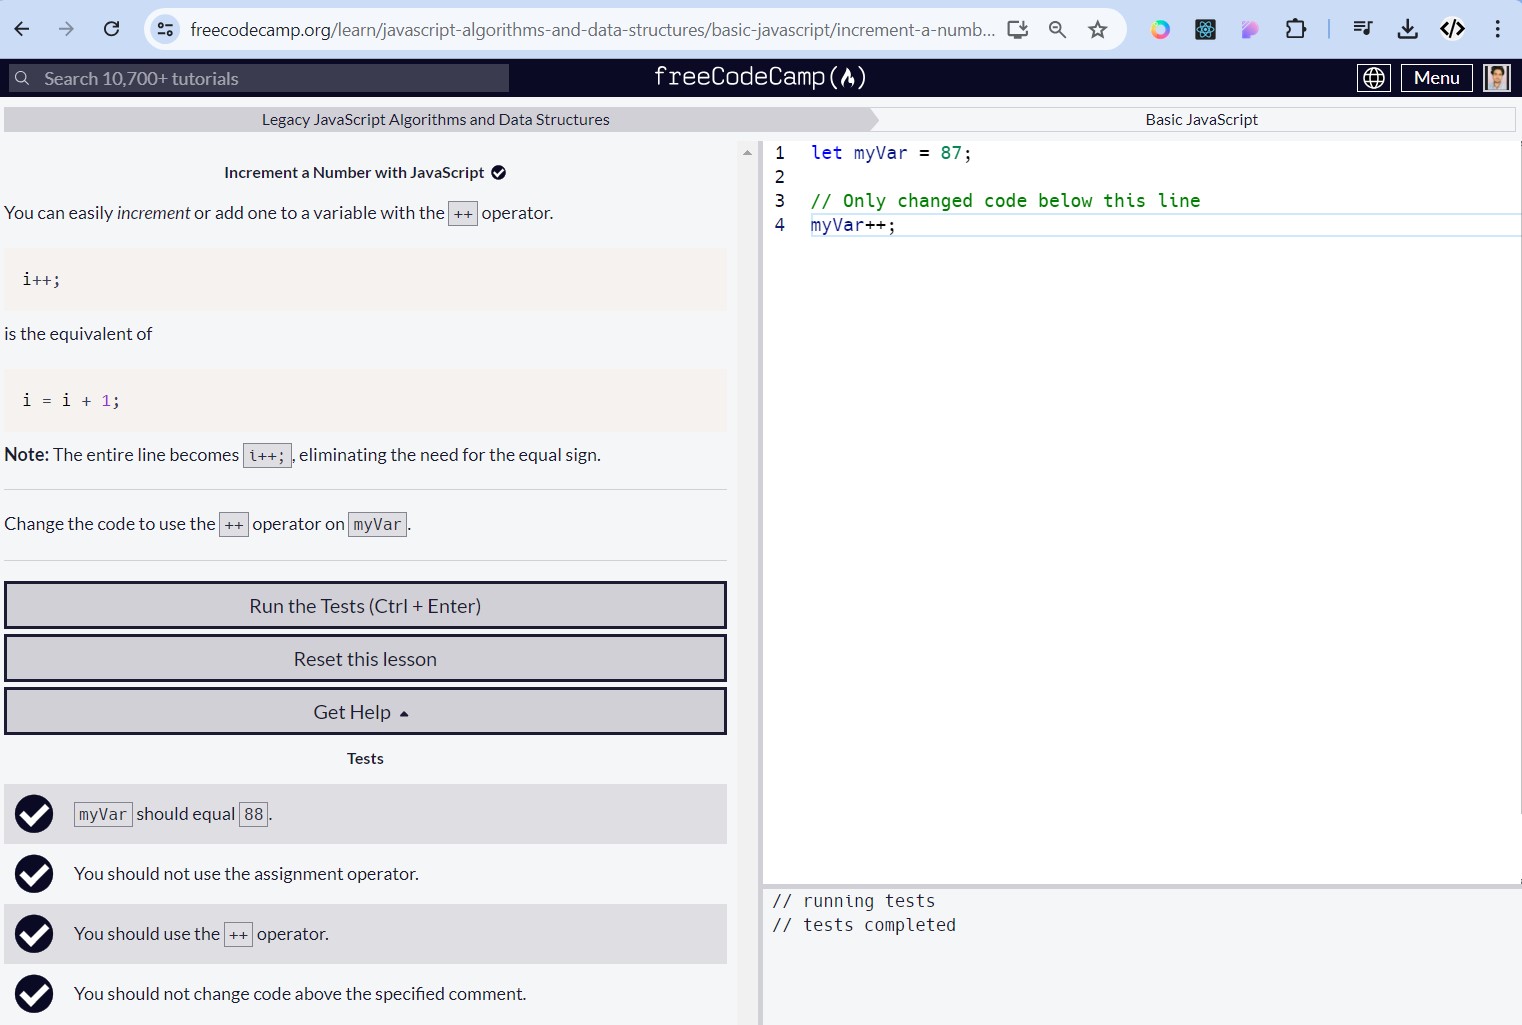 freecodecamp.org/learn/javascript-algorithms-and-data-structures/basic-javascript/increment-a-numb...
Search 10,700+ tutorials
freeCodeCamp
Menu
Legacy JavaScript Algorithms and Data Structures
Basic JavaScript
Increment a Number with JavaScript
You can easily increment or add one to a variable with the ++ operator.
i++;
is the equivalent of
i = i + 1;
Note: The entire line becomes i++;, eliminating the need for the equal sign.
Change the code to use the ++ operator on myVar.
Run the Tests (Ctrl + Enter)
Reset this lesson
Get Help
Tests
myVar should equal 88.
You should not use the assignment operator.
You should use the ++ operator.
You should not change code above the specified comment.
1 let myVar = 87;
2
3 // Only changed code below this line
4 myVar++;
// running tests
// tests completed